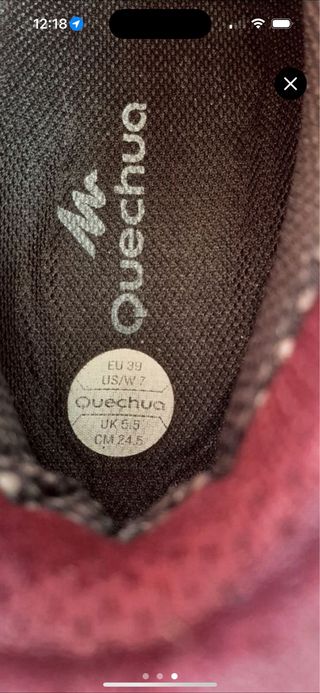 12:18
Quechua
EU 39
US/W 7
Quechua
UK 5.5
CM 24.5